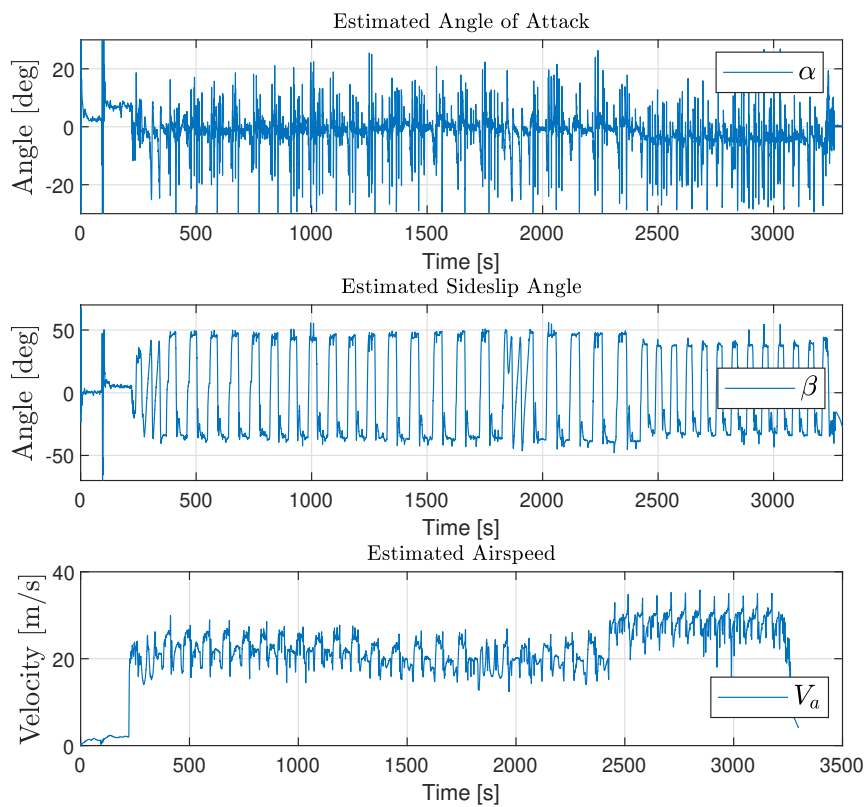 Estimated Angle of Attack
Angle [deg]
20
0
-20
α
0 500 1000 1500 2000 2500 3000
Time [s]
Estimated Sideslip Angle
Angle [deg]
50
0
-50
β
0 500 1000 1500 2000 2500 3000
Time [s]
Estimated Airspeed
Velocity [m/s]
40
20
0
V_a
0 500 1000 1500 2000 2500 3000 3500
Time [s]